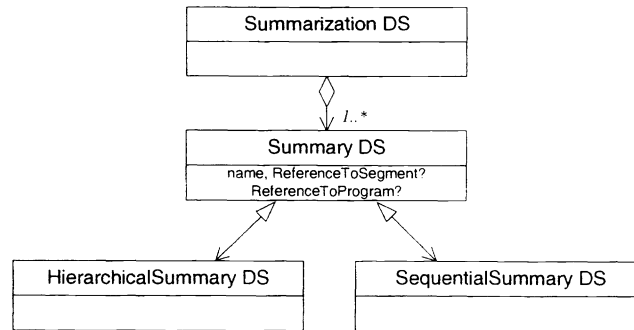 Summarization DS
1..*
Summary DS
name, ReferenceToSegment?
ReferenceToProgram?
HierarchicalSummary DS
SequentialSummary DS